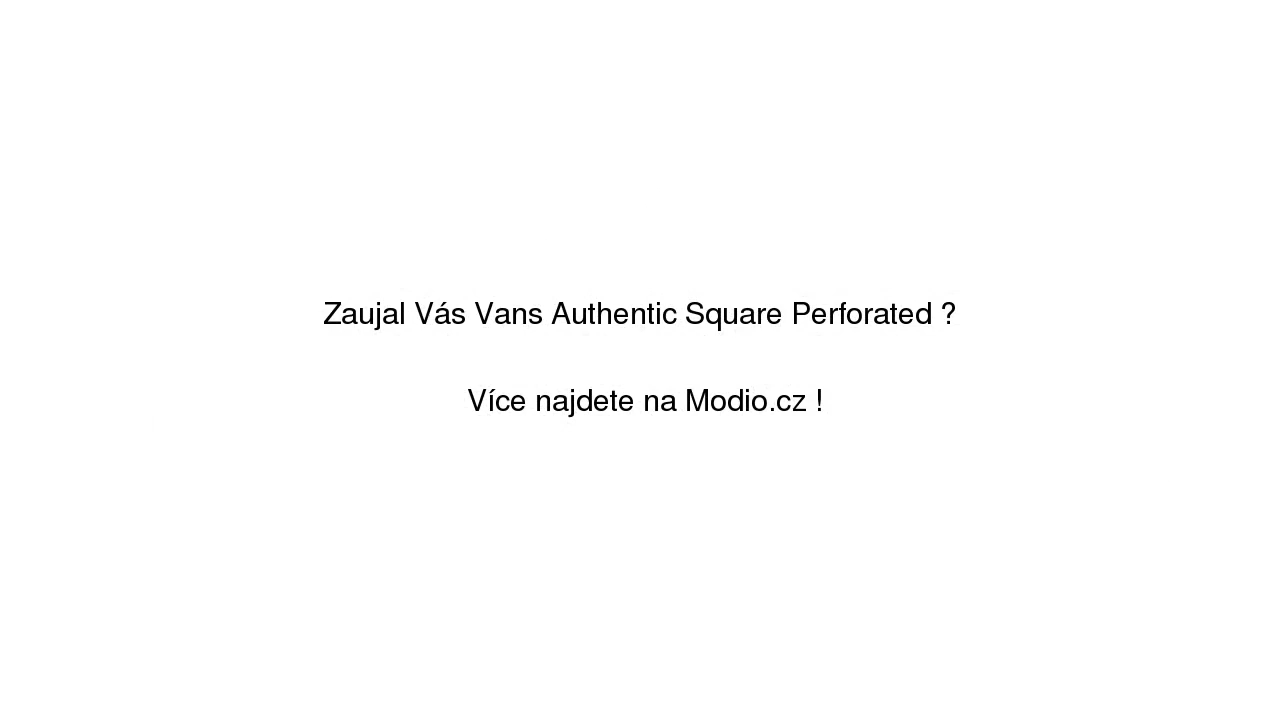 Zaujal Vás Vans Authentic Square Perforated ?
Více najdete na Modio.cz !